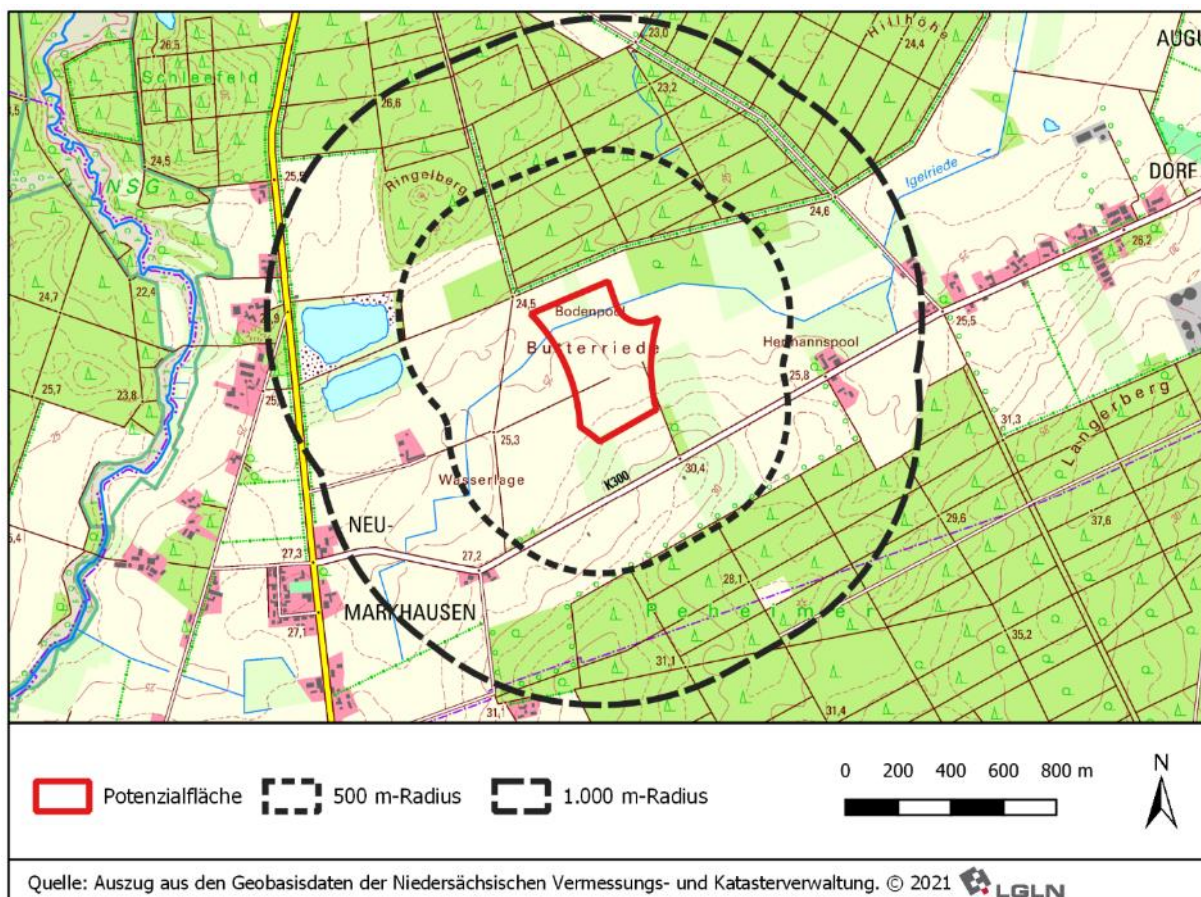 26,5
Schleefeld
24,5
NSG
26,6
25,5
Ringelberg
23,0
23,2
Hillhöhe
24,4
AUGU
DORF
Igelriede
24,6
26,2
25,5
24,7
22,4
24,5
Bodenpool
Butterriede
Hermannspool
25,8
25,7
23,8
25,3
Wasserlage
30,4
K300
31,3
Langerberg
NEU-
27,3
27,2
MARKHAUSEN
27,1
29,6
37,6
28,1
Peheimer
35,2
31,1
31,1
31,4
Potenzialfläche
500 m-Radius
1.000 m-Radius
0 200 400 600 800 m
N
Quelle: Auszug aus den Geobasisdaten der Niedersächsischen Vermessungs- und Katasterverwaltung. © 2021 LGLN